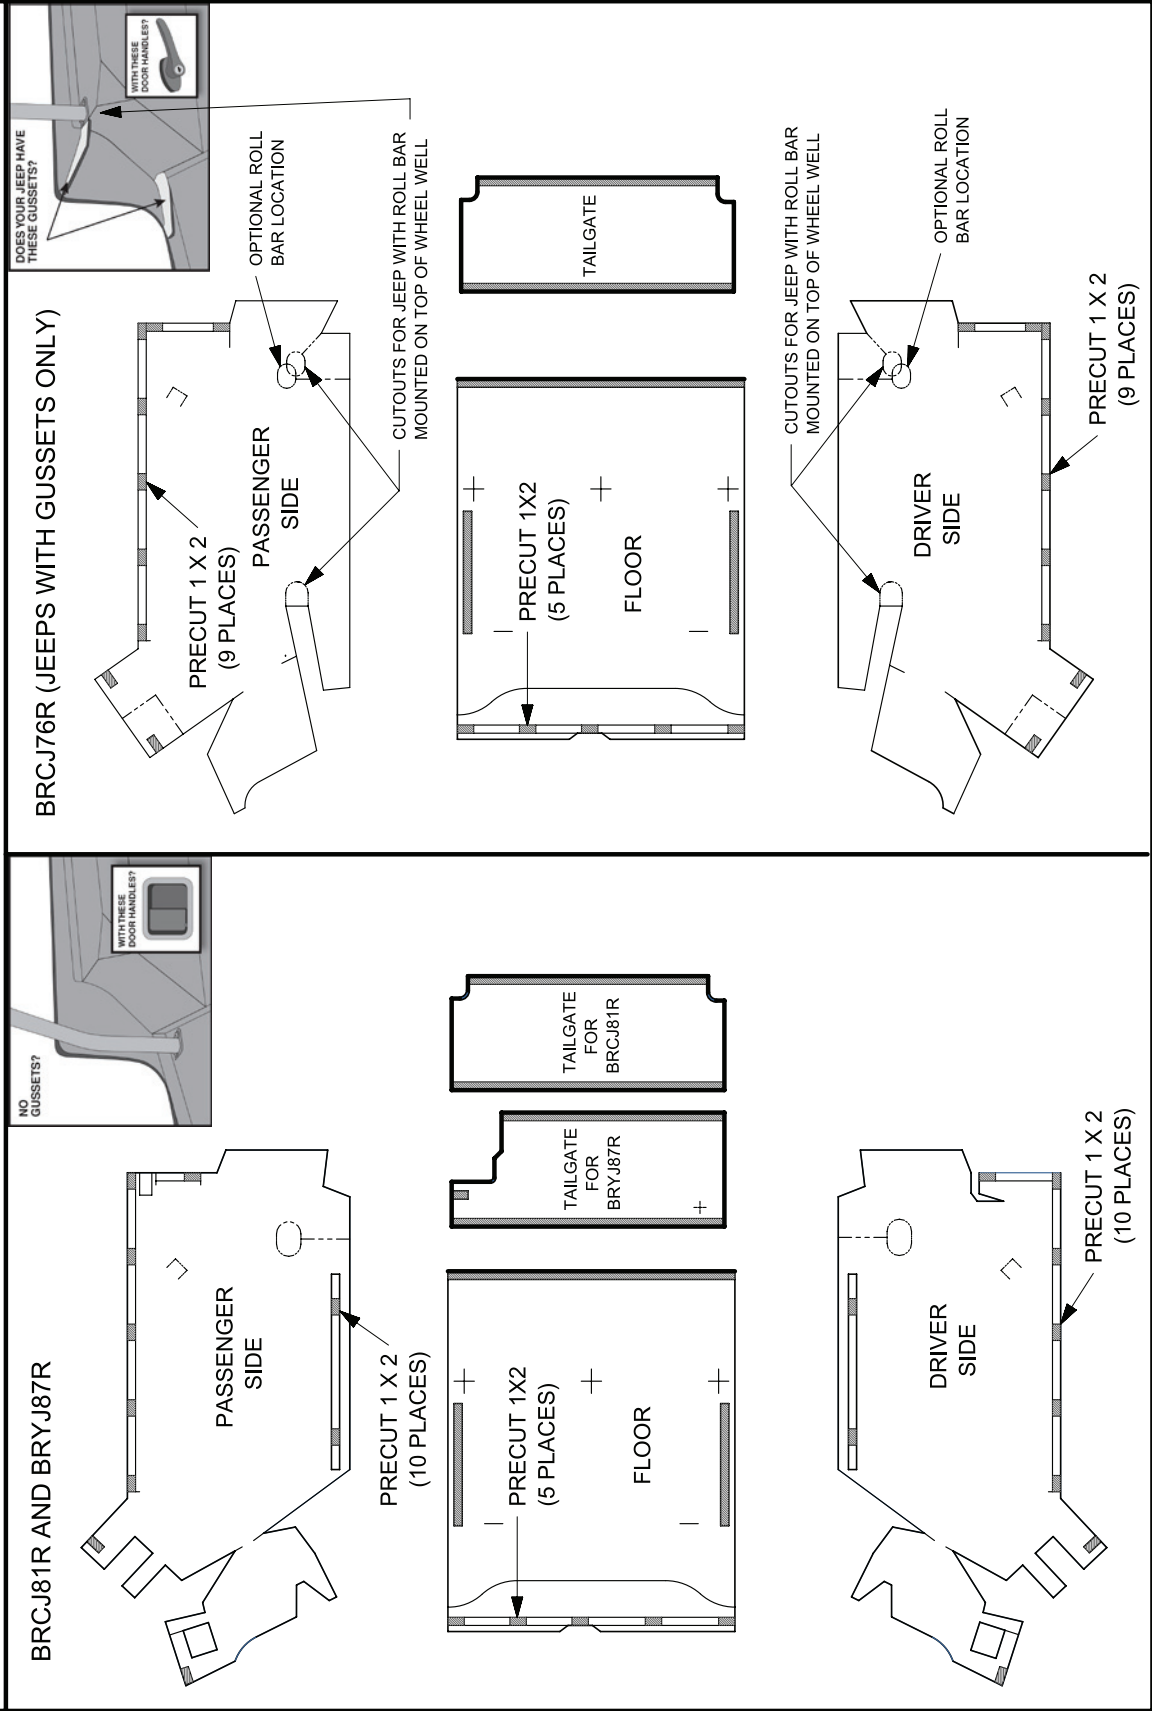 BRCJ81R AND BRYJ87R
NO
GUSSETS?
WITH THESE
DOOR HANDLES?
PASSENGER
SIDE
PRECUT 1 X 2
(10 PLACES)
TAILGATE
FOR
BRYJ87R
TAILGATE
FOR
BRCJ81R
PRECUT 1X2
(5 PLACES)
FLOOR
DRIVER
SIDE
PRECUT 1 X 2
(10 PLACES)
BRCJ76R (JEEPS WITH GUSSETS ONLY)
DOES YOUR JEEP HAVE
THESE GUSSETS?
WITH THESE
DOOR HANDLES?
OPTIONAL ROLL
BAR LOCATION
PASSENGER
SIDE
PRECUT 1 X 2
(9 PLACES)
CUTOUTS FOR JEEP WITH ROLL BAR
MOUNTED ON TOP OF WHEEL WELL
TAILGATE
PRECUT 1X2
(5 PLACES)
FLOOR
CUTOUTS FOR JEEP WITH ROLL BAR
MOUNTED ON TOP OF WHEEL WELL
OPTIONAL ROLL
BAR LOCATION
DRIVER
SIDE
PRECUT 1 X 2
(9 PLACES)